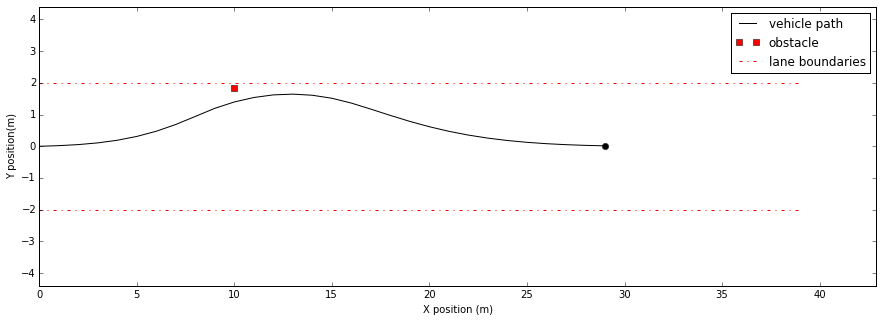 vehicle path
obstacle
lane boundaries
4
3
2
1
0
−1
−2
−3
−4
Y position(m)
0 5 10 15 20 25 30 35 40
X position (m)